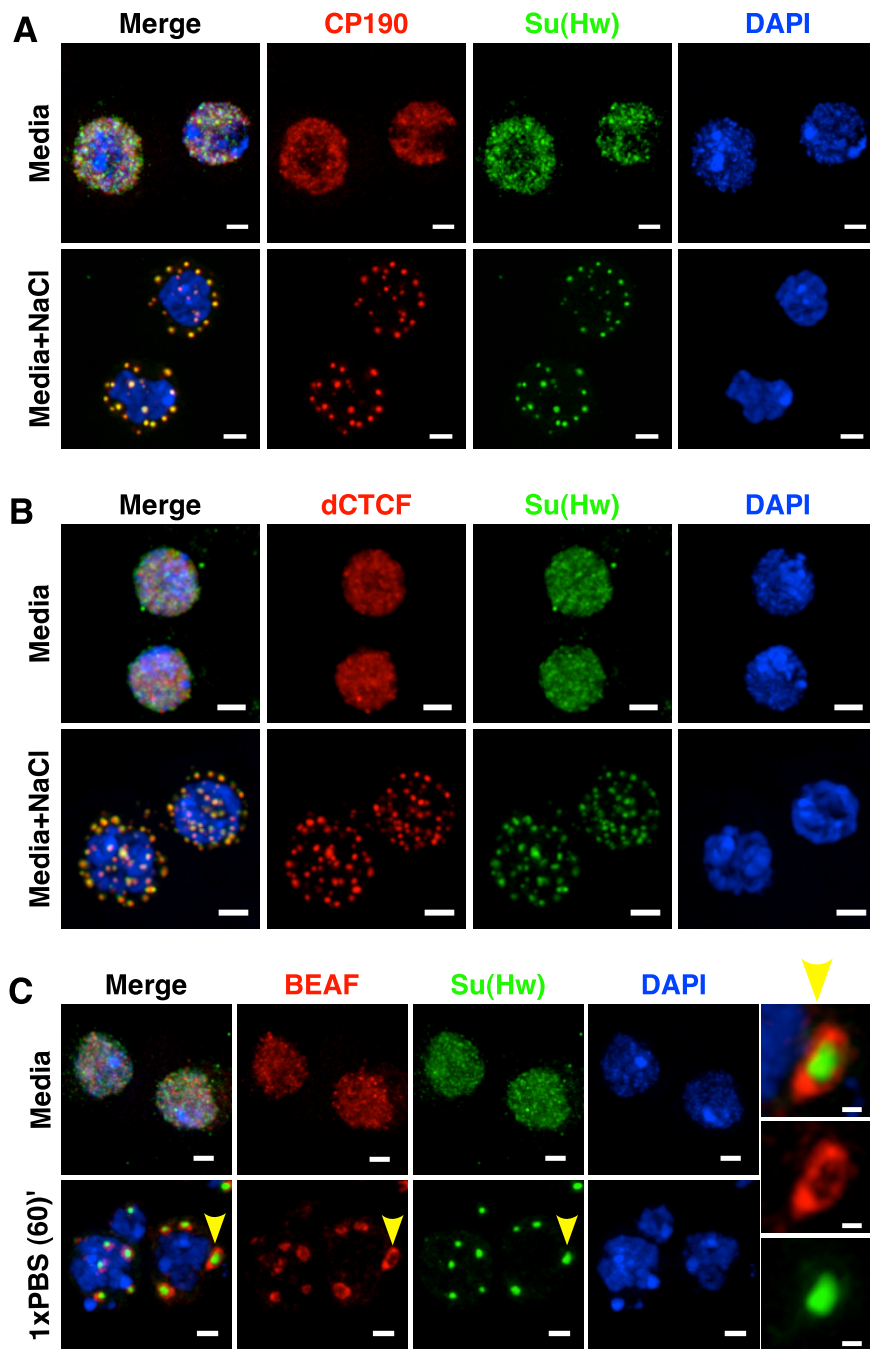 A Merge CP190 Su(Hw) DAPI
Media
Media+NaCl
B Merge dCTCF Su(Hw) DAPI
Media
Media+NaCl
C Merge BEAF Su(Hw) DAPI
Media
1xPBS (60)'